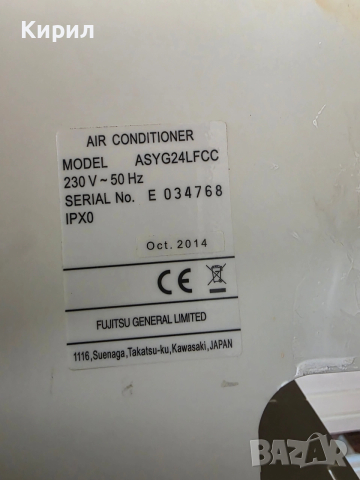 Кирил
AIR CONDITIONER
MODEL ASYG24LFCC
230 V ~ 50 Hz
SERIAL No. E 034768
IPX0
Oct. 2014
CE
FUJITSU GENERAL LIMITED
1116, Suenaga, Takatsu-ku, Kawasaki, JAPAN
BAZAR